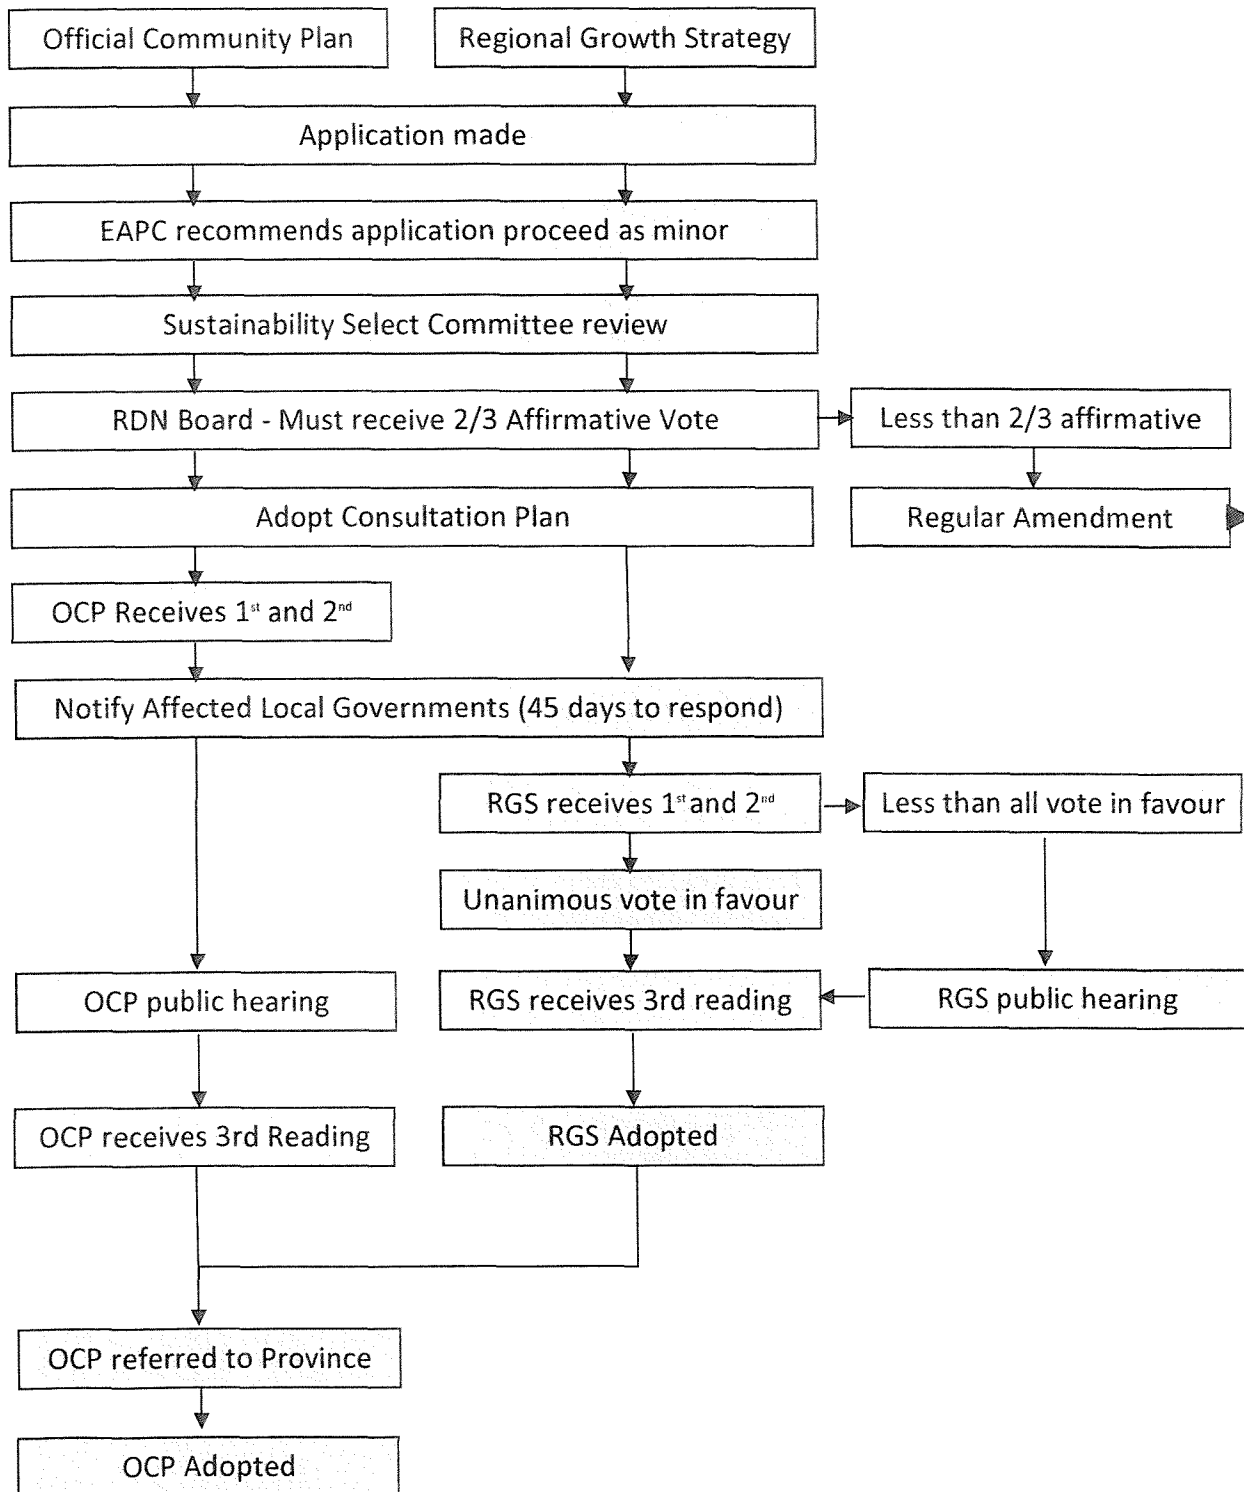 Official Community Plan
Regional Growth Strategy
Application made
EAPC recommends application proceed as minor
Sustainability Select Committee review
RDN Board - Must receive 2/3 Affirmative Vote
Less than 2/3 affirmative
Adopt Consultation Plan
Regular Amendment
OCP Receives 1st and 2nd
Notify Affected Local Governments (45 days to respond)
RGS receives 1st and 2nd
Less than all vote in favour
Unanimous vote in favour
OCP public hearing
RGS receives 3rd reading
RGS public hearing
OCP receives 3rd Reading
RGS Adopted
OCP referred to Province
OCP Adopted